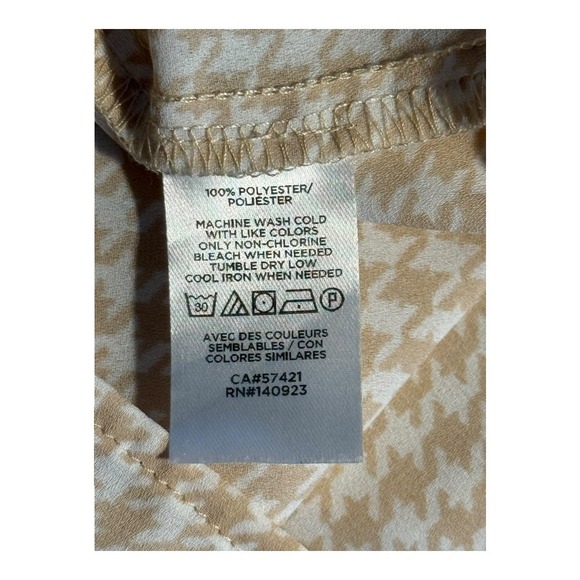 100% POLYESTER/
POLIÉSTER
MACHINE WASH COLD
WITH LIKE COLORS
ONLY NON-CHLORINE
BLEACH WHEN NEEDED
TUMBLE DRY LOW
COOL IRON WHEN NEEDED
30 P
AVEC DES COULEURS
SEMBLABLES / CON
COLORES SIMILARES
CA#57421
RN#140923